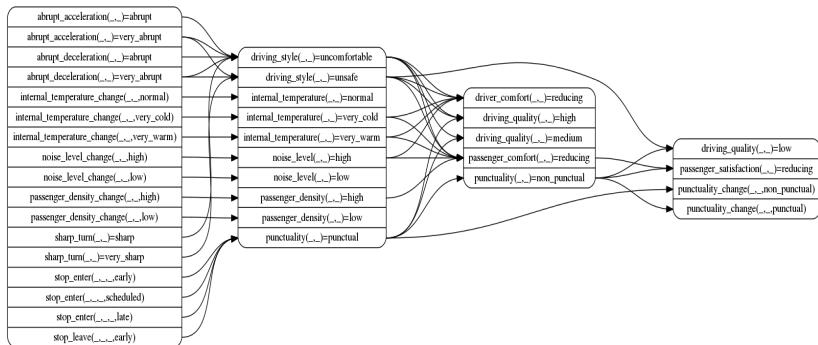 abrupt_acceleration(_,_)=abrupt
abrupt_acceleration(_,_)=very_abrupt
abrupt_deceleration(_,_)=abrupt
abrupt_deceleration(_,_)=very_abrupt
internal_temperature_change(_,_,normal)
internal_temperature_change(_,_,very_cold)
internal_temperature_change(_,_,very_warm)
noise_level_change(_,_,high)
noise_level_change(_,_,low)
passenger_density_change(_,_,high)
passenger_density_change(_,_,low)
sharp_turn(_,_)=sharp
sharp_turn(_,_)=very_sharp
stop_enter(_,_,_,early)
stop_enter(_,_,_,scheduled)
stop_enter(_,_,_,late)
stop_leave(_,_,_,early)
driving_style(_,_)=uncomfortable
driving_style(_,_)=unsafe
internal_temperature(_,_)=normal
internal_temperature(_,_)=very_cold
internal_temperature(_,_)=very_warm
noise_level(_,_)=high
noise_level(_,_)=low
passenger_density(_,_)=high
passenger_density(_,_)=low
punctuality(_,_)=punctual
driver_comfort(_,_)=reducing
driving_quality(_,_)=high
driving_quality(_,_)=medium
passenger_comfort(_,_)=reducing
punctuality(_,_)=non_punctual
driving_quality(_,_)=low
passenger_satisfaction(_,_)=reducing
punctuality_change(_,_,non_punctual)
punctuality_change(_,_,punctual)